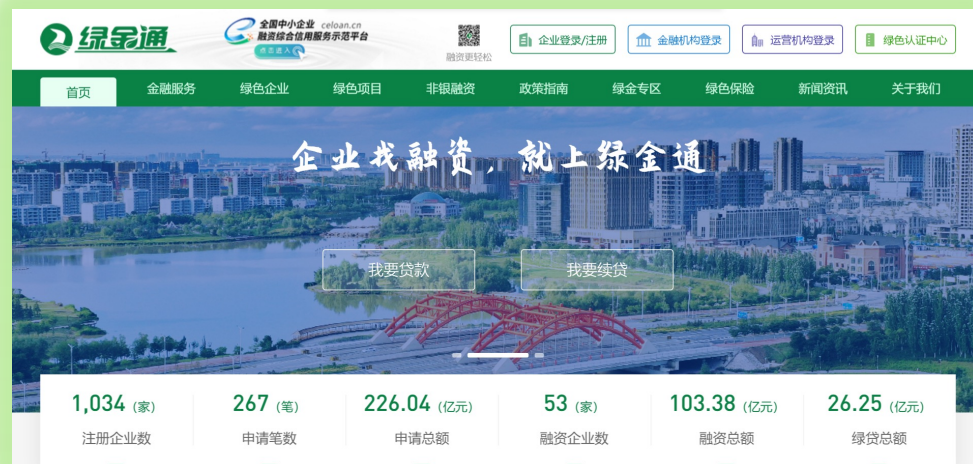 绿金通
全国中小企业 celoan.cn
融资综合信用服务示范平台
点击进入
融资更轻松
企业登录/注册
金融机构登录
运营机构登录
绿色认证中心
首页 金融服务 绿色企业 绿色项目 非银融资 政策指南 绿金专区 绿色保险 新闻资讯 关于我们
企业找融资，就上绿金通
我要贷款 我要续贷
1,034 (家) 267 (笔) 226.04 (亿元) 53 (家) 103.38 (亿元) 26.25 (亿元)
注册企业数 申请笔数 申请总额 融资企业数 融资总额 绿贷总额